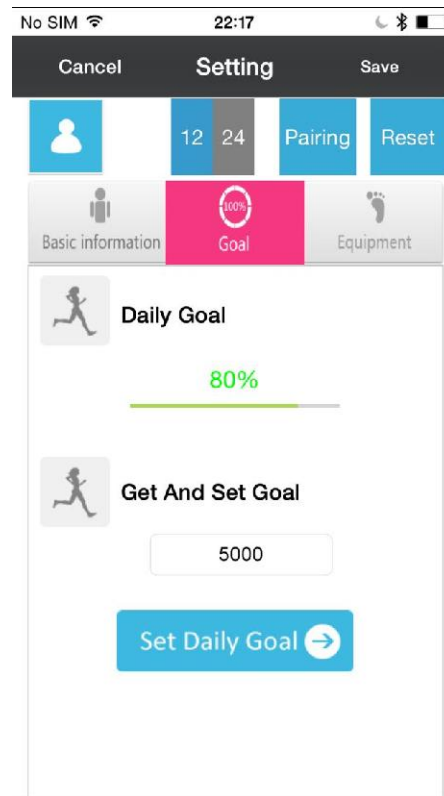 No SIM 22:17
Cancel Setting Save
12 24 Pairing Reset
100%
Basic information Goal Equipment
Daily Goal
80%
Get And Set Goal
5000
Set Daily Goal